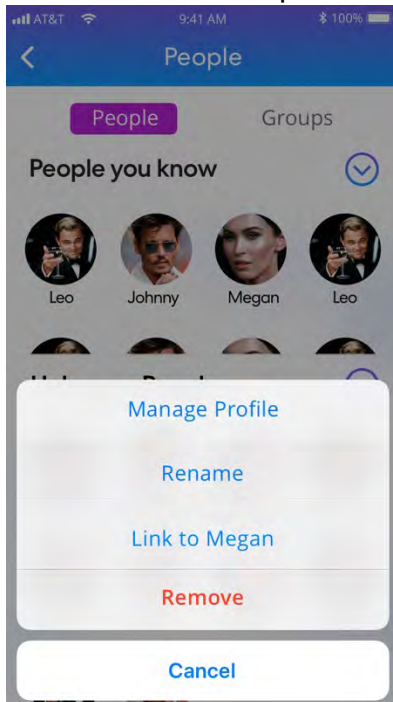 AT&T 9:41 AM 100%
People
People Groups
People you know
Leo Johnny Megan Leo
Manage Profile
Rename
Link to Megan
Remove
Cancel